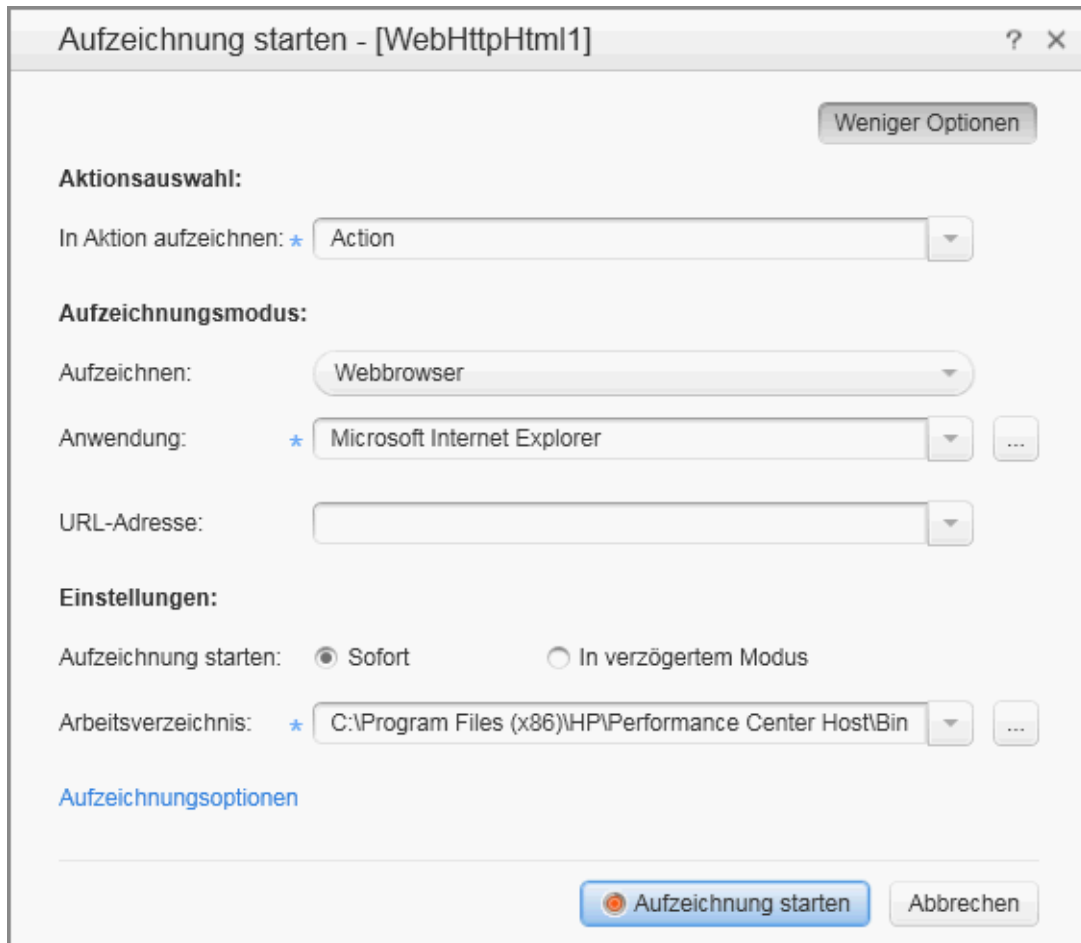 Aufzeichnung starten - [WebHttpHtml1] ? ×
Weniger Optionen
Aktionsauswahl:
In Aktion aufzeichnen: * Action
Aufzeichnungsmodus:
Aufzeichnen: Webbrowser
Anwendung: * Microsoft Internet Explorer ...
URL-Adresse:
Einstellungen:
Aufzeichnung starten: Sofort In verzögertem Modus
Arbeitsverzeichnis: * C:\Program Files (x86)\HP\Performance Center Host\Bin ...
Aufzeichnungsoptionen
Aufzeichnung starten Abbrechen